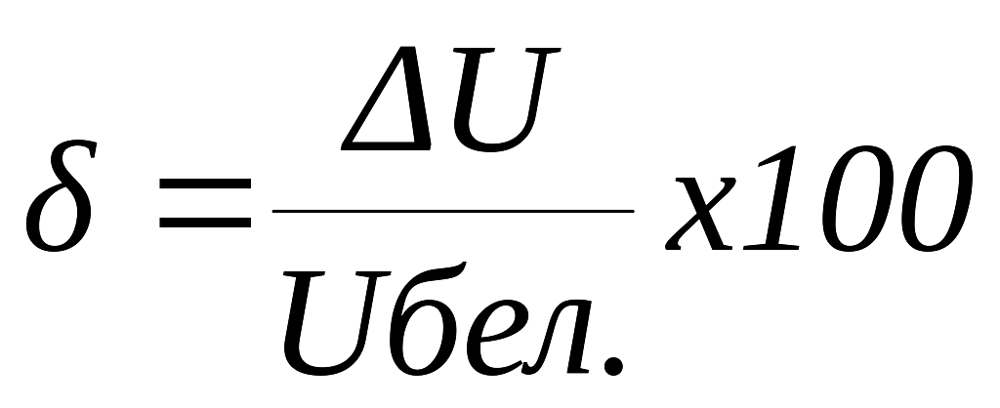 ΔU
δ = x100
Uбел.